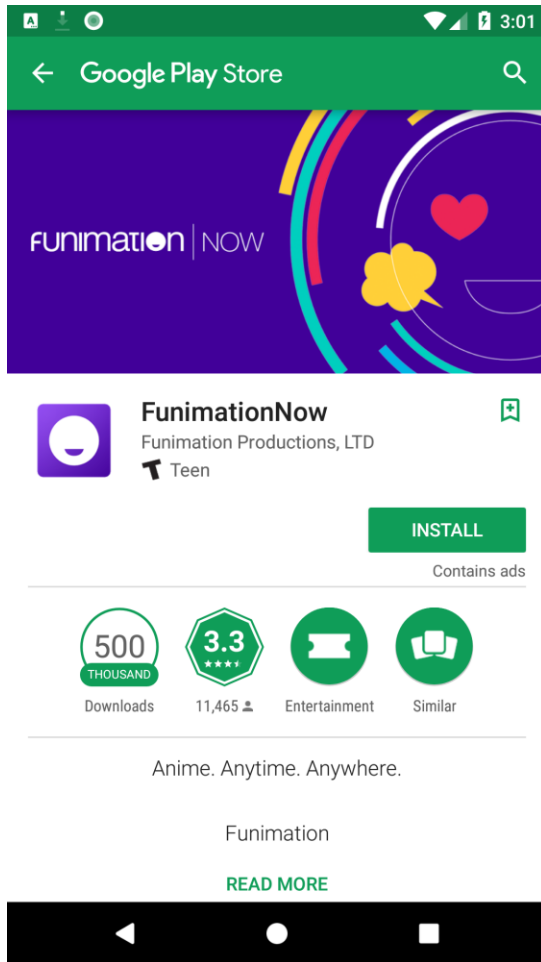 3:01
Google Play Store
FUNIMATION | NOW
FunimationNow
Funimation Productions, LTD
T Teen
INSTALL
Contains ads
500
THOUSAND
3.3
Downloads
11,465
Entertainment
Similar
Anime. Anytime. Anywhere.
Funimation
READ MORE